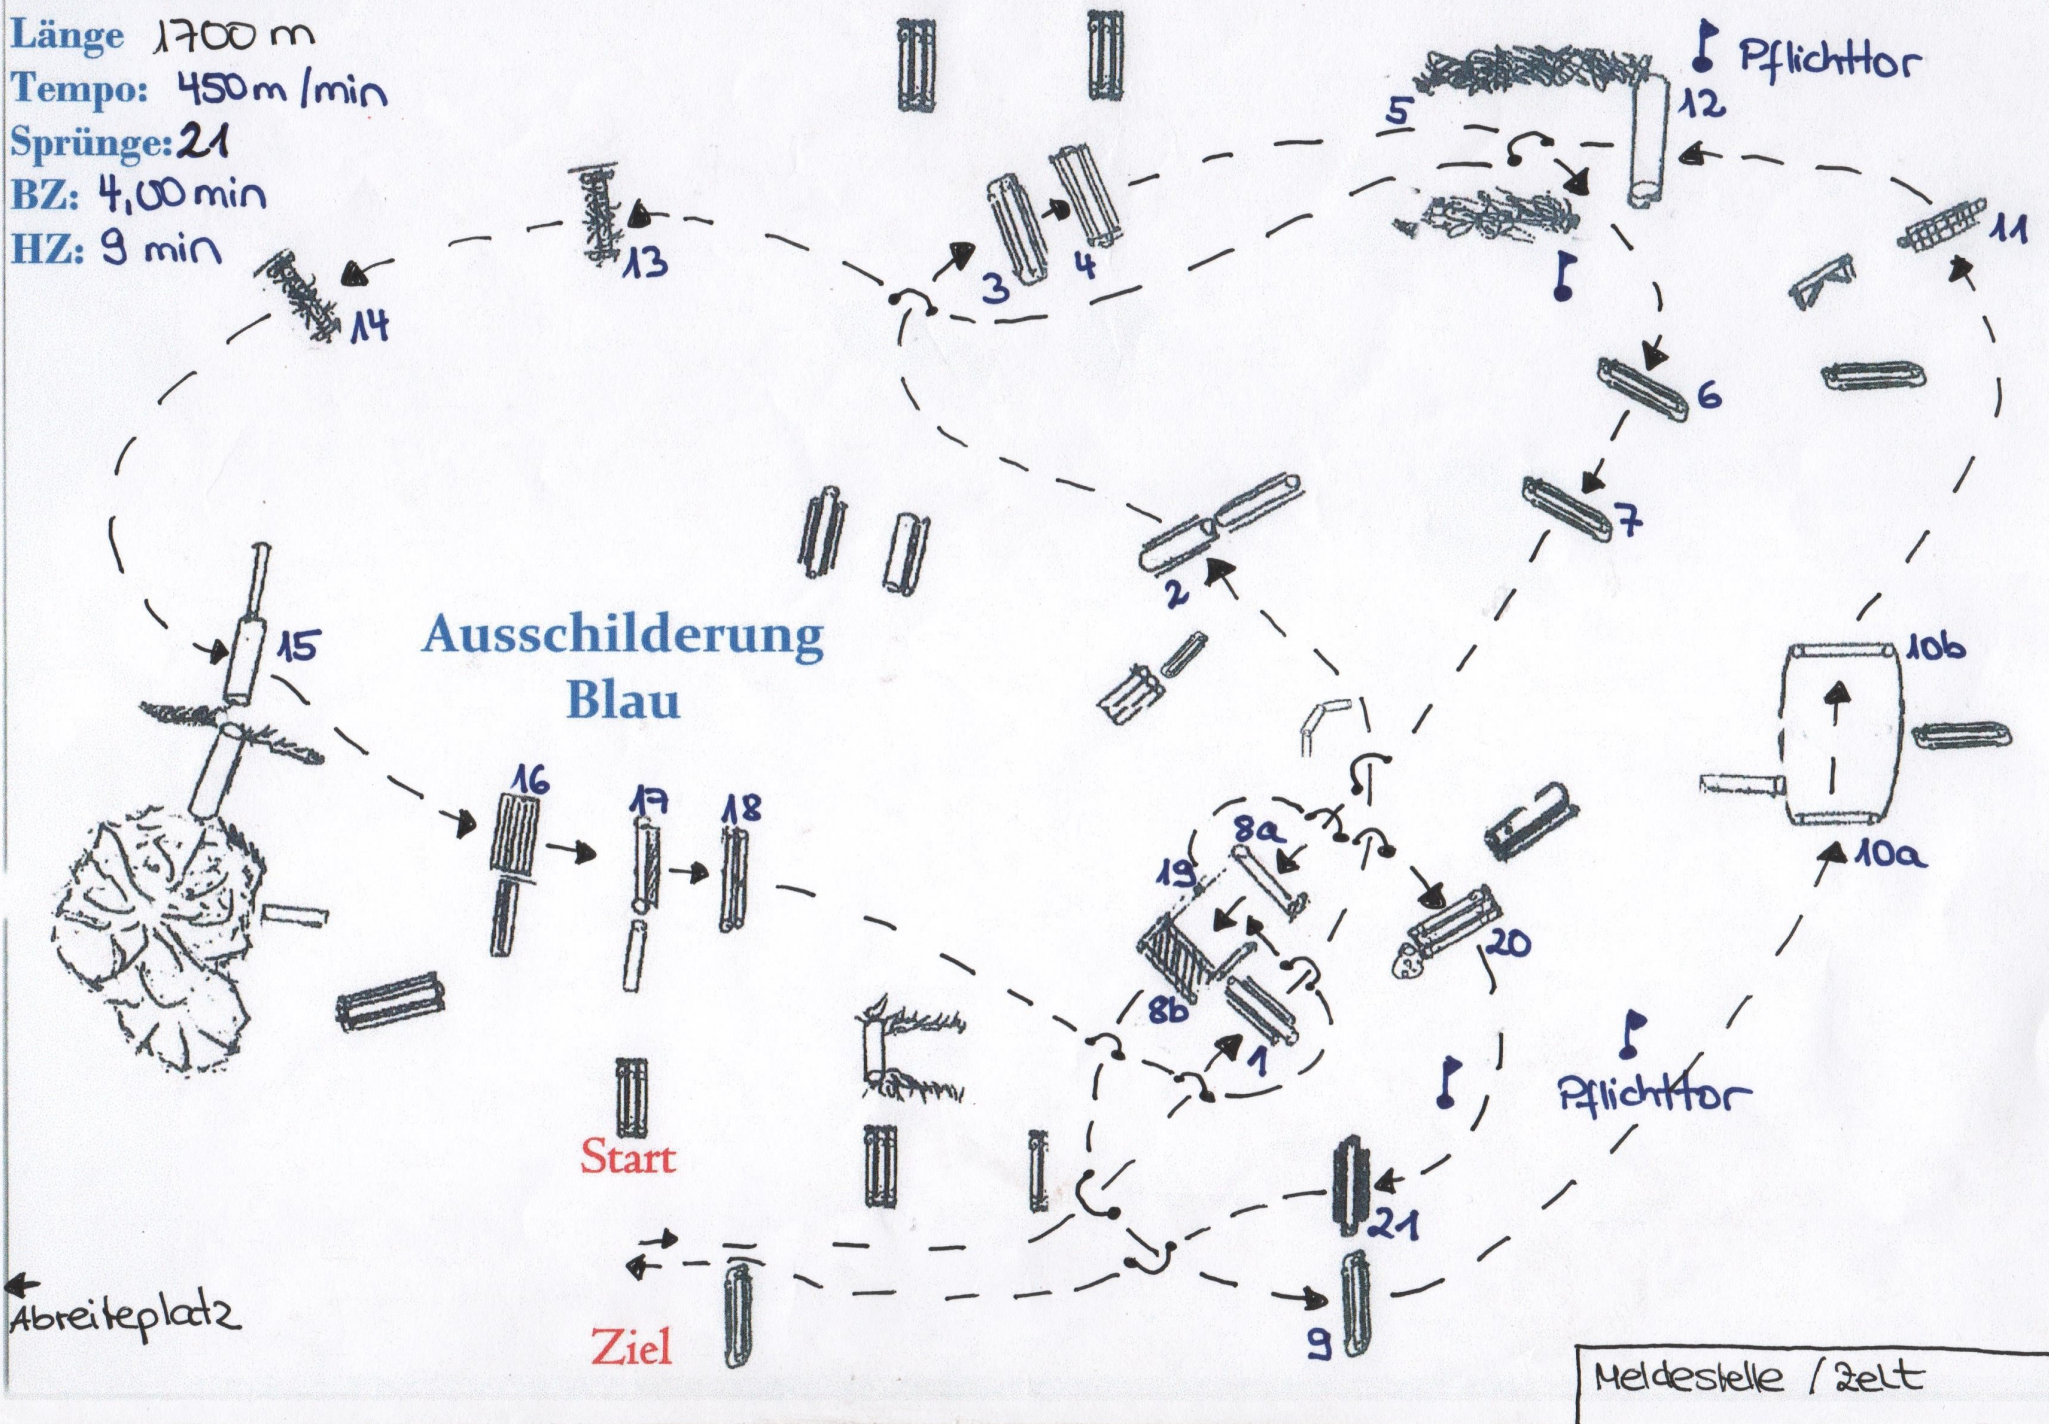 Länge 1700 m
Tempo: 450m/min
Sprünge: 21
BZ: 4,00 min
HZ: 9 min
Pflichttor
5
12
11
13
3
4
14
6
7
2
15
Ausschilderung
Blau
10b
16
17
18
8a
19
10a
20
8b
1
Pflichttor
Start
21
Abreiteplatz
Ziel
9
Meldestelle / Zelt